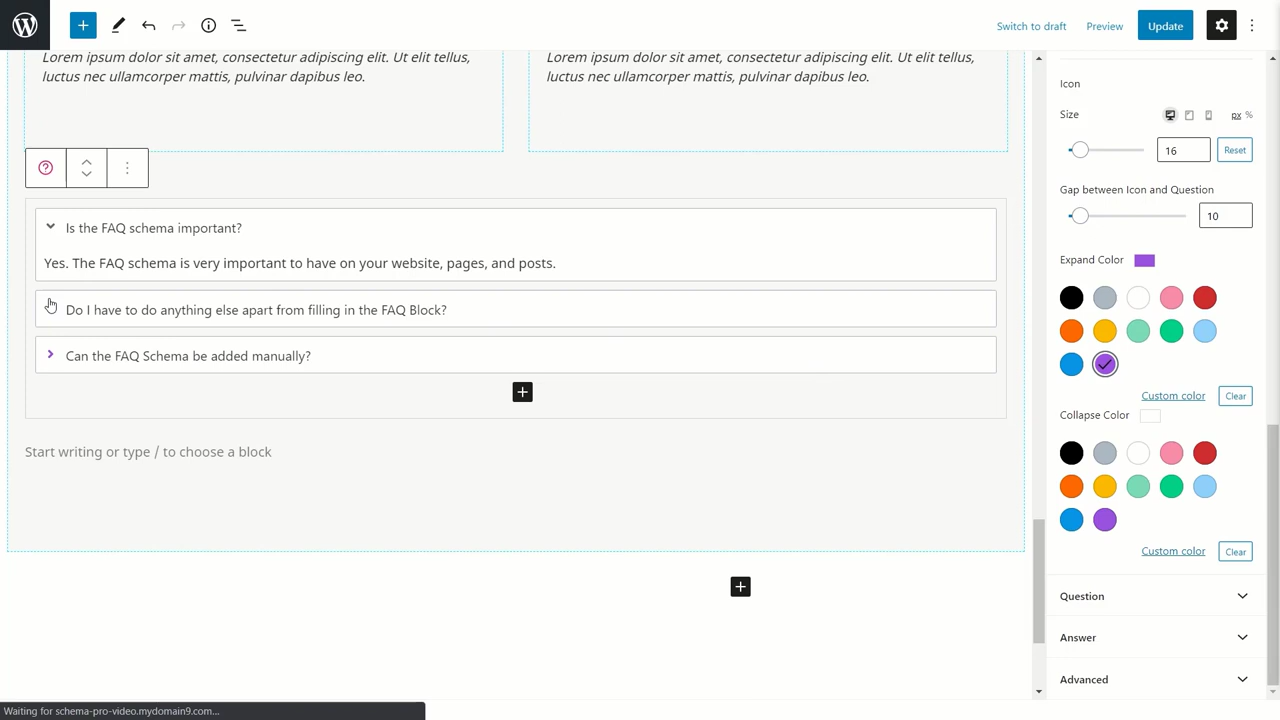 Switch to draft
Preview
Update
Lorem ipsum dolor sit amet, consectetur adipiscing elit. Ut elit tellus,
luctus nec ullamcorper mattis, pulvinar dapibus leo.
Lorem ipsum dolor sit amet, consectetur adipiscing elit. Ut elit tellus,
luctus nec ullamcorper mattis, pulvinar dapibus leo.
Is the FAQ schema important?
Yes. The FAQ schema is very important to have on your website, pages, and posts.
Do I have to do anything else apart from filling in the FAQ Block?
Can the FAQ Schema be added manually?
Start writing or type / to choose a block
Icon
Size
px %
16
Reset
Gap between Icon and Question
10
Expand Color
Custom color
Clear
Collapse Color
Custom color
Clear
Question
Answer
Advanced
Waiting for schema-pro-video.mydomain9.com...